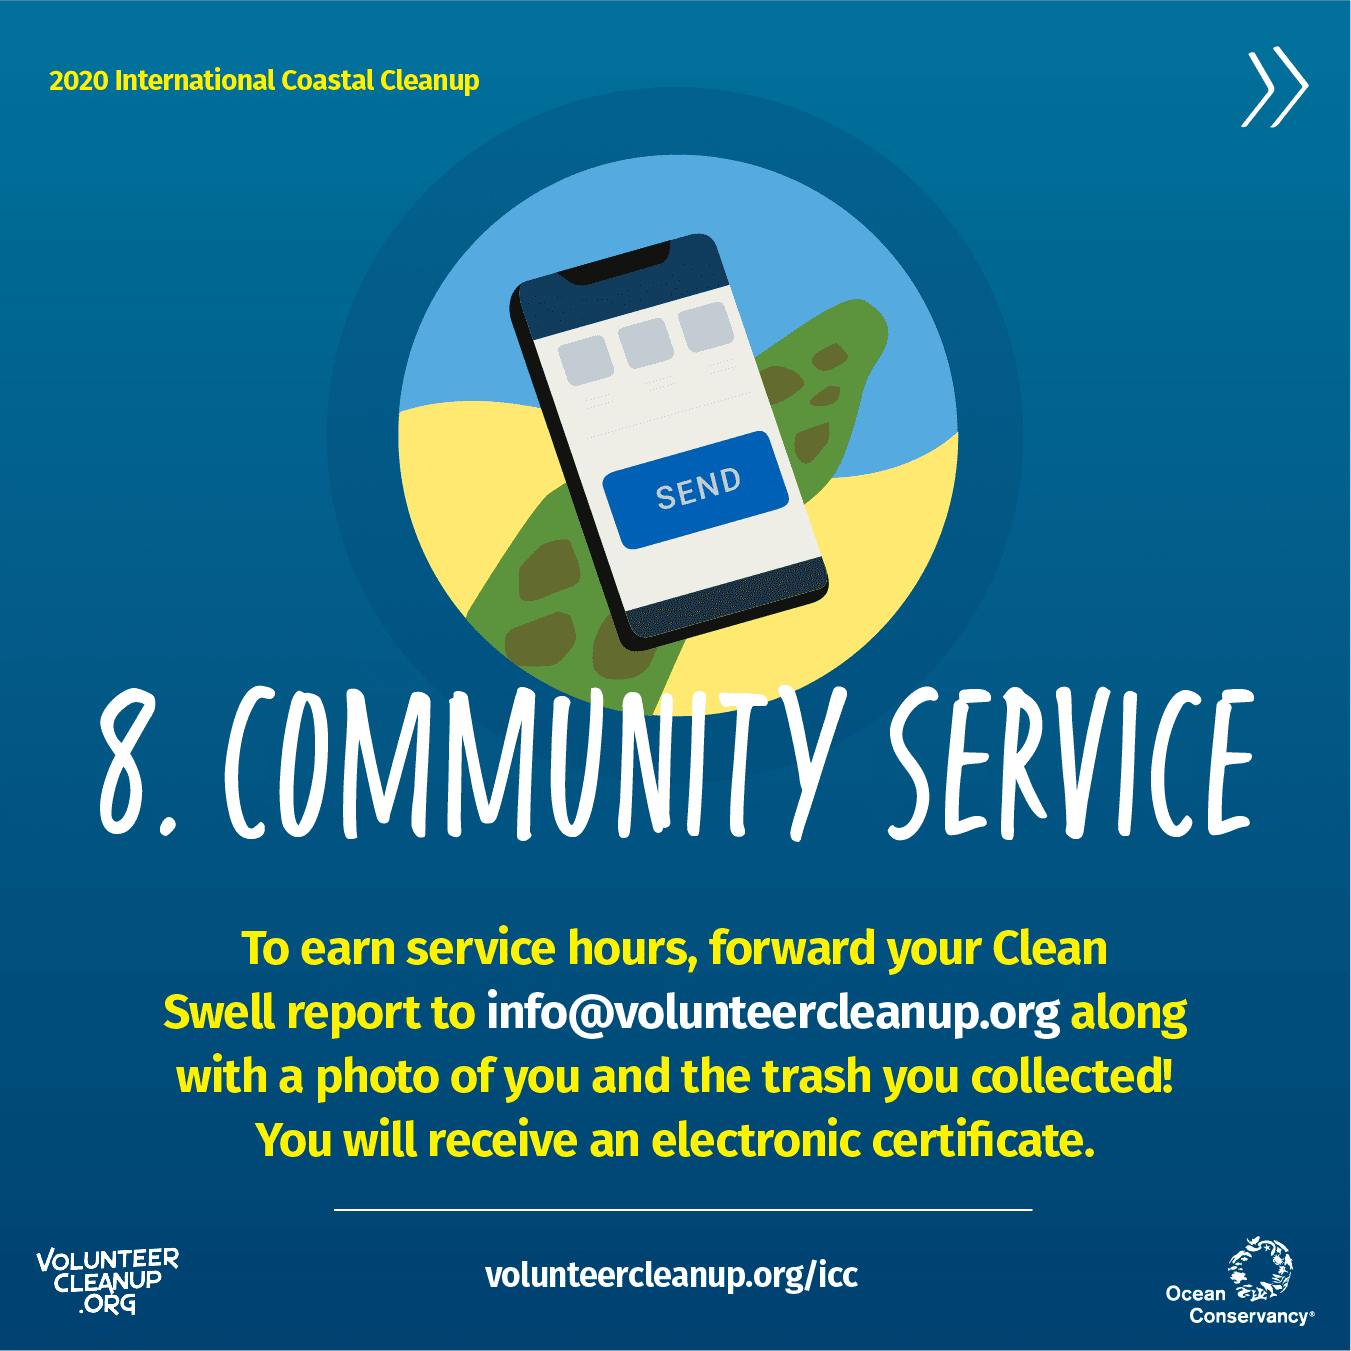 2020 International Coastal Cleanup
SEND
8. COMMUNITY SERVICE
To earn service hours, forward your Clean
Swell report to info@volunteercleanup.org along
with a photo of you and the trash you collected!
You will receive an electronic certificate.
VOLUNTEER
CLEANUP
.ORG
volunteercleanup.org/icc
Ocean
Conservancy®